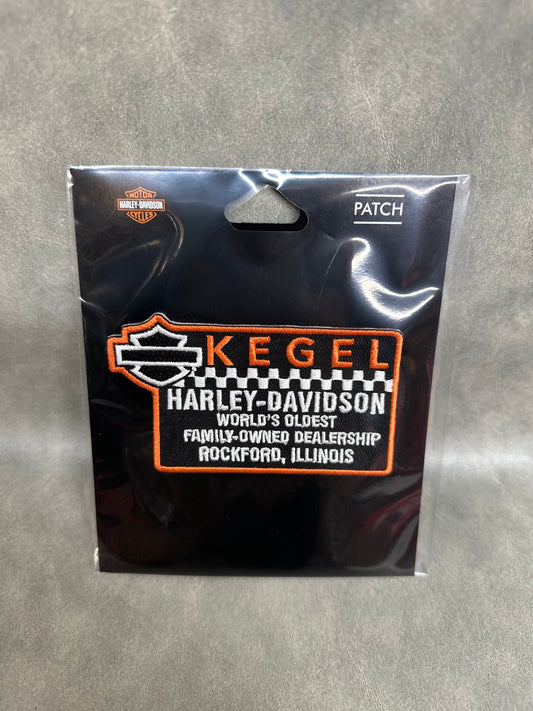 MOTOR
HARLEY-DAVIDSON
CYCLES
PATCH
KEGEL
HARLEY-DAVIDSON
WORLD'S OLDEST
FAMILY-OWNED DEALERSHIP
ROCKFORD, ILLINOIS